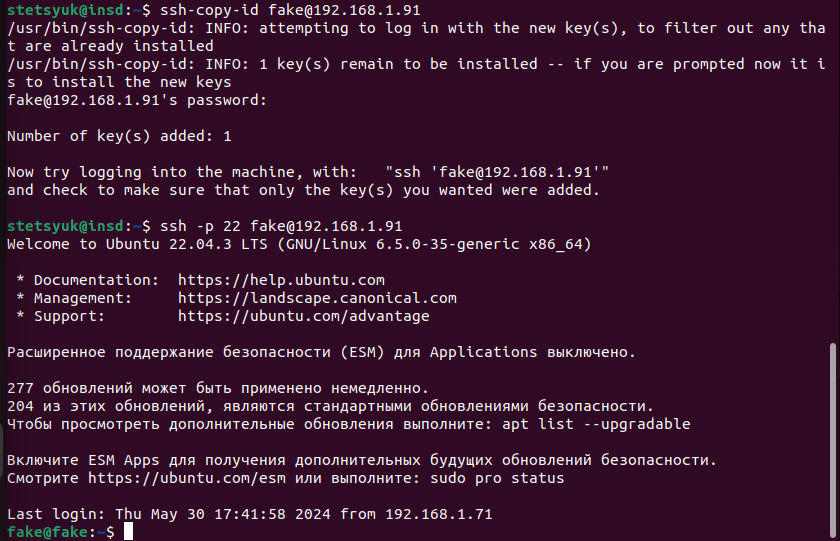 stetsyuk@insd:~$ ssh-copy-id fake@192.168.1.91
/usr/bin/ssh-copy-id: INFO: attempting to log in with the new key(s), to filter out any tha
t are already installed
/usr/bin/ssh-copy-id: INFO: 1 key(s) remain to be installed -- if you are prompted now it i
s to install the new keys
fake@192.168.1.91's password:
Number of key(s) added: 1
Now try logging into the machine, with:   "ssh 'fake@192.168.1.91'"
and check to make sure that only the key(s) you wanted were added.
stetsyuk@insd:~$ ssh -p 22 fake@192.168.1.91
Welcome to Ubuntu 22.04.3 LTS (GNU/Linux 6.5.0-35-generic x86_64)
 * Documentation:  https://help.ubuntu.com
 * Management:     https://landscape.canonical.com
 * Support:        https://ubuntu.com/advantage
Расширенное поддержание безопасности (ESM) для Applications выключено.
277 обновлений может быть применено немедленно.
204 из этих обновлений, являются стандартными обновлениями безопасности.
Чтобы просмотреть дополнительные обновления выполните: apt list --upgradable
Включите ESM Apps для получения дополнительных будущих обновлений безопасности.
Смотрите https://ubuntu.com/esm или выполните: sudo pro status
Last login: Thu May 30 17:41:58 2024 from 192.168.1.71
fake@fake:~$